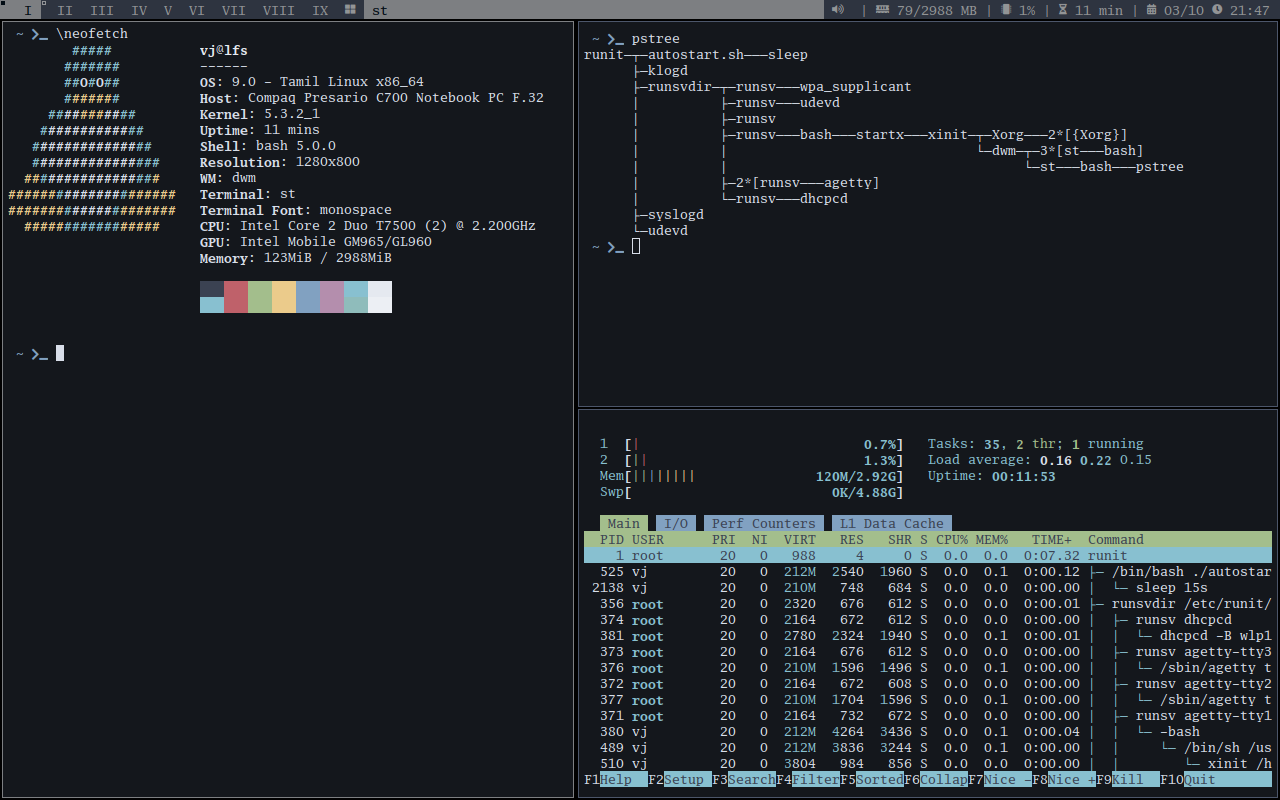 I II III IV V VI VII VIII IX st | 79/2988 MB | 1% | 11 min | 03/10 21:47
~ \neofetch
#####
#######
##O#O##
#######
###########
#############
###############
################
#################
#####################
#####################
#################
vj@lfs
------
OS: 9.0 - Tamil Linux x86_64
Host: Compaq Presario C700 Notebook PC F.32
Kernel: 5.3.2_1
Uptime: 11 mins
Shell: bash 5.0.0
Resolution: 1280x800
WM: dwm
Terminal: st
Terminal Font: monospace
CPU: Intel Core 2 Duo T7500 (2) @ 2.200GHz
GPU: Intel Mobile GM965/GL960
Memory: 123MiB / 2988MiB
~
~ pstree
runit─┬─autostart.sh───sleep
      ├─klogd
      ├─runsvdir─┬─runsv───wpa_supplicant
      │          ├─runsv───udevd
      │          ├─runsv
      │          ├─runsv───bash───startx───xinit─┬─Xorg───2*[{Xorg}]
      │          │                               └─dwm─┬─3*[st───bash]
      │          │                                     └─st───bash───pstree
      │          ├─2*[runsv───agetty]
      │          └─runsv───dhcpcd
      ├─syslogd
      └─udevd
~
1 [| 0.7%] Tasks: 35, 2 thr; 1 running
2 [|| 1.3%] Load average: 0.16 0.22 0.15
Mem[|||||||| 120M/2.92G] Uptime: 00:11:53
Swp[ 0K/4.88G]
Main I/O Perf Counters L1 Data Cache
PID USER PRI NI VIRT RES SHR S CPU% MEM% TIME+ Command
1 root 20 0 988 4 0 S 0.0 0.0 0:07.32 runit
525 vj 20 0 212M 2540 1960 S 0.0 0.1 0:00.12 ├─ /bin/bash ./autostar
2138 vj 20 0 210M 748 684 S 0.0 0.0 0:00.00 │  └─ sleep 15s
356 root 20 0 2320 676 612 S 0.0 0.0 0:00.01 ├─ runsvdir /etc/runit/
374 root 20 0 2164 672 612 S 0.0 0.0 0:00.00 │  ├─ runsv dhcpcd
381 root 20 0 2780 2324 1940 S 0.0 0.1 0:00.01 │  │  └─ dhcpcd -B wlp1
373 root 20 0 2164 676 612 S 0.0 0.0 0:00.00 │  ├─ runsv agetty-tty3
376 root 20 0 210M 1596 1496 S 0.0 0.1 0:00.00 │  │  └─ /sbin/agetty t
372 root 20 0 2164 672 608 S 0.0 0.0 0:00.00 │  ├─ runsv agetty-tty2
377 root 20 0 210M 1704 1596 S 0.0 0.1 0:00.00 │  │  └─ /sbin/agetty t
371 root 20 0 2164 732 672 S 0.0 0.0 0:00.00 │  ├─ runsv agetty-tty1
380 vj 20 0 212M 4264 3436 S 0.0 0.1 0:00.04 │  │  └─ -bash
489 vj 20 0 212M 3836 3244 S 0.0 0.1 0:00.00 │  │     └─ /bin/sh /us
510 vj 20 0 3804 984 856 S 0.0 0.0 0:00.00 │  │        └─ xinit /h
F1Help F2Setup F3SearchF4FilterF5SortedF6CollapF7Nice -F8Nice +F9Kill F10Quit